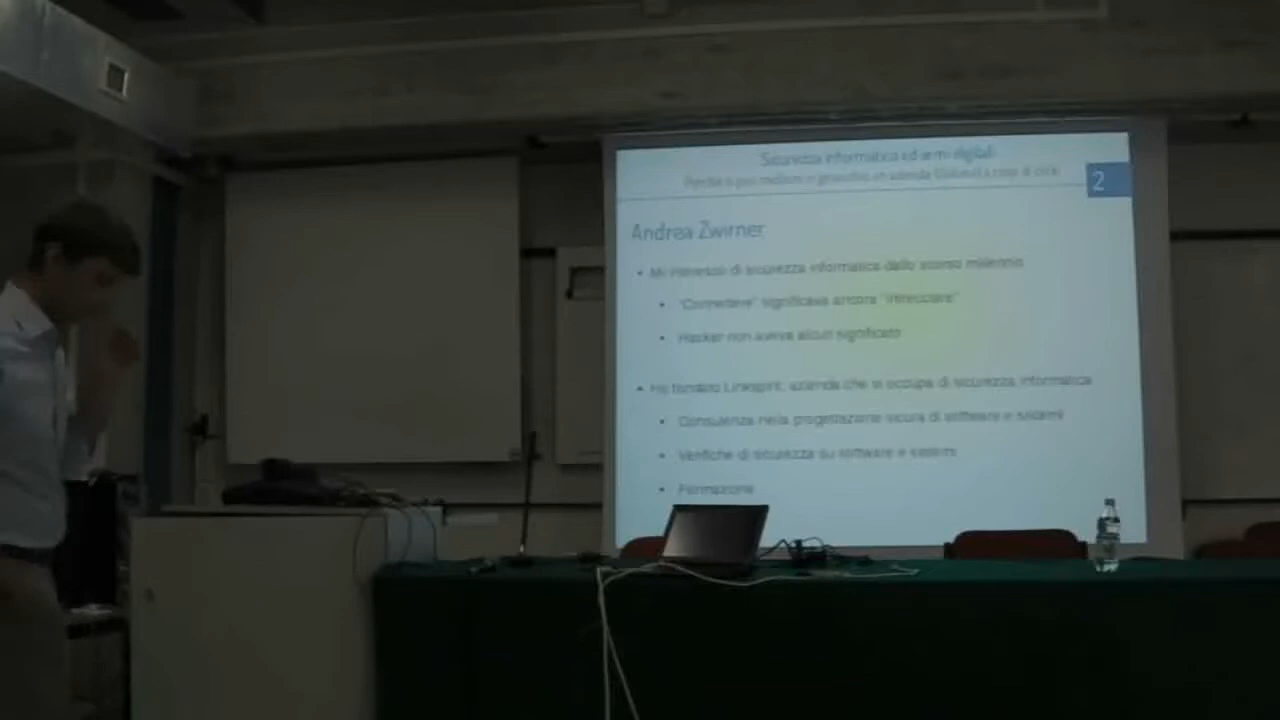 Sicurezza informatica ed armi digitali
2
Andrea Zwirner
• Mi interesso di sicurezza informatica dallo scorso millennio
• "Connettere" significava ancora "intrecciare"
• Hacker non aveva alcun significato
• Ho fondato Linkspirit, azienda che si occupa di sicurezza informatica
• Consulenza nella progettazione sicura di software e sistemi
• Verifiche di sicurezza su software e sistemi
• Formazione